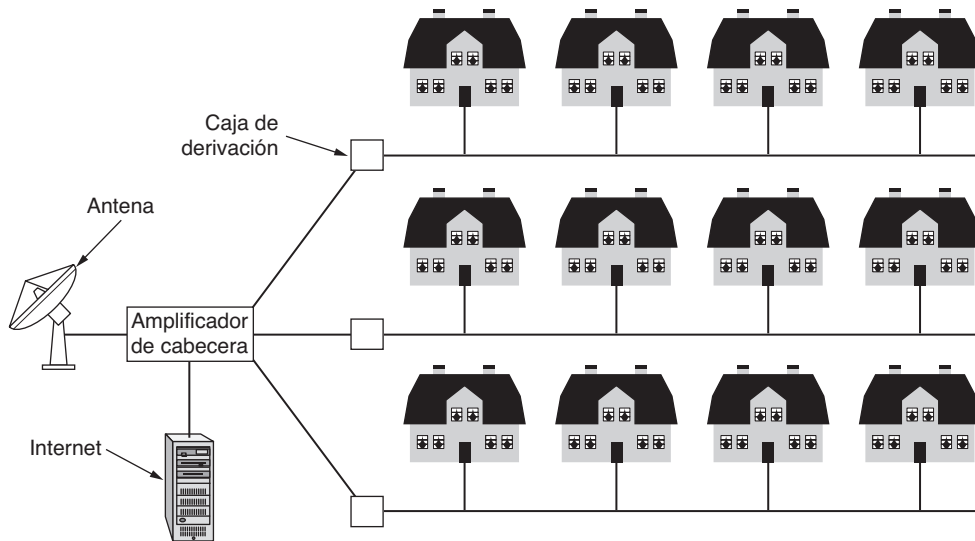 Caja de
derivación
Antena
Amplificador
de cabecera
Internet